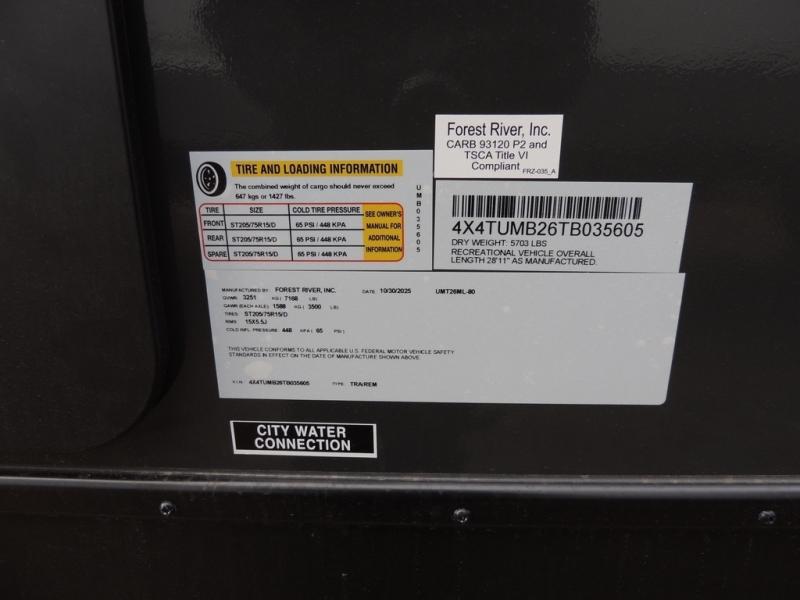 Forest River, Inc.
CARB 93120 P2 and
TSCA Title VI
Compliant FRZ-035_A
TIRE AND LOADING INFORMATION
The combined weight of cargo should never exceed
647 kgs or 1427 lbs.
TIRE SIZE COLD TIRE PRESSURE
FRONT ST205/75R15/D 65 PSI / 448 KPA
REAR ST205/75R15/D 65 PSI / 448 KPA
SPARE ST205/75R15/D 65 PSI / 448 KPA
SEE OWNER'S
MANUAL FOR
ADDITIONAL
INFORMATION
UMB035605
4X4TUMB26TB035605
DRY WEIGHT: 5703 LBS
RECREATIONAL VEHICLE OVERALL
LENGTH 28'11" AS MANUFACTURED.
MANUFACTURED BY: FOREST RIVER, INC. DATE: 10/30/2025 UMT26ML-80
GVWR: 3251 KG ( 7168 LB)
GAWR (EACH AXLE): 1588 KG ( 3500 LB)
TIRES: ST205/75R15/D
RIMS: 15X5.5J
COLD INFL. PRESSURE: 448 KPA ( 65 PSI )
THIS VEHICLE CONFORMS TO ALL APPLICABLE U.S. FEDERAL MOTOR VEHICLE SAFETY
STANDARDS IN EFFECT ON THE DATE OF MANUFACTURE SHOWN ABOVE
V.I.N.: 4X4TUMB26TB035605 TYPE: TRA/REM
CITY WATER
CONNECTION